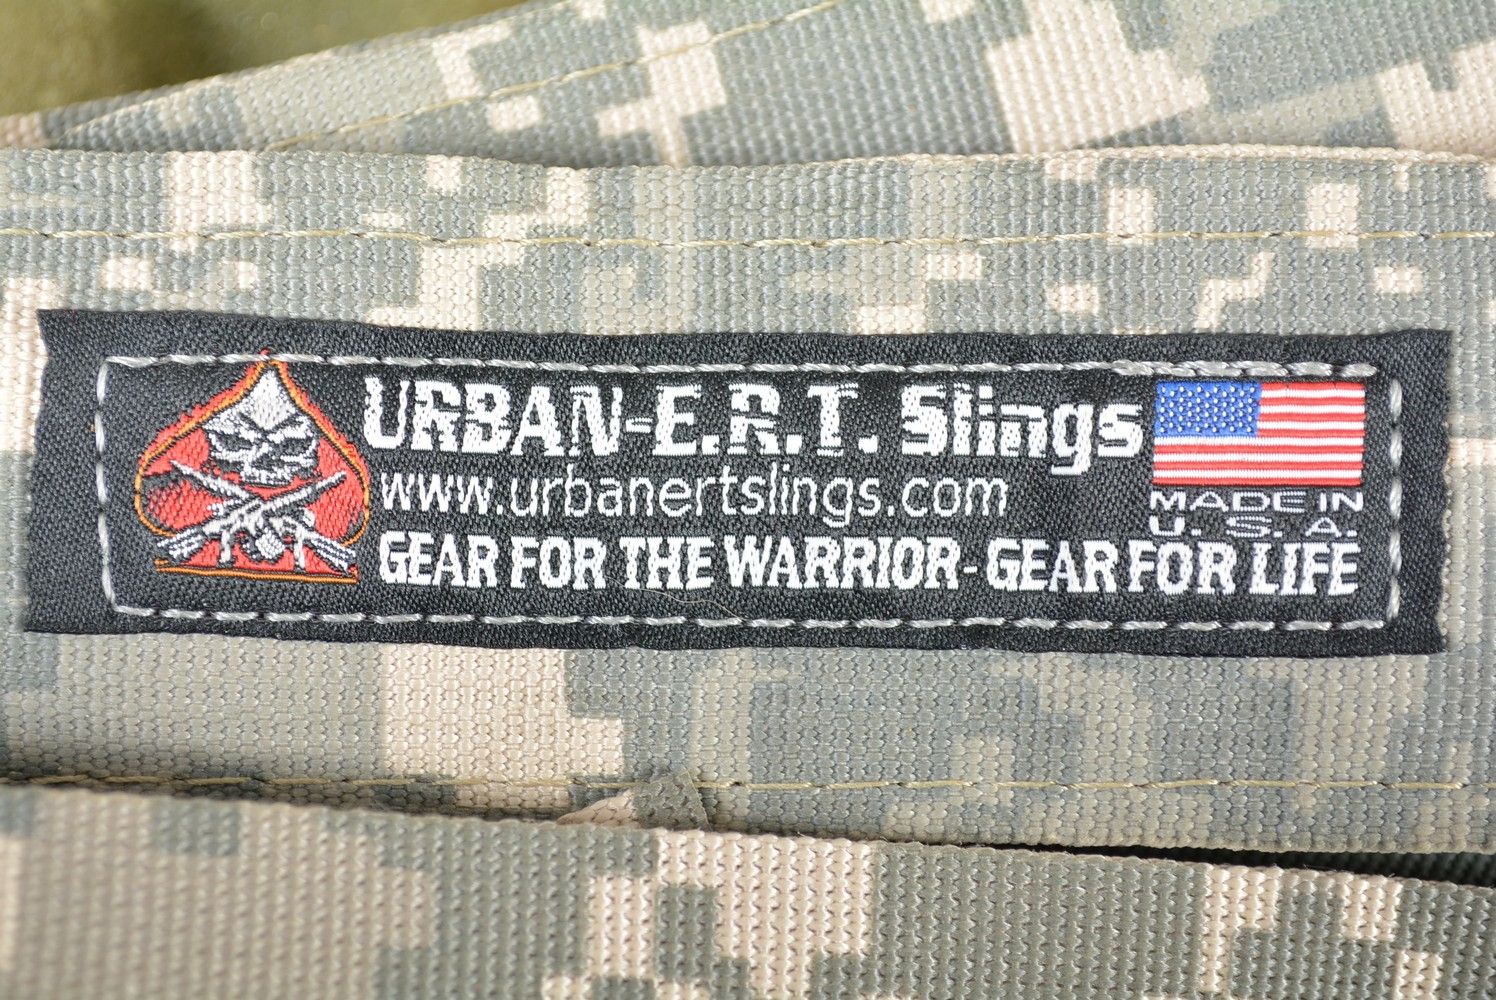 URBAN-E.R.T. Slings
www.urbanertslings.com
GEAR FOR THE WARRIOR - GEAR FOR LIFE
MADE IN
U. S. A.